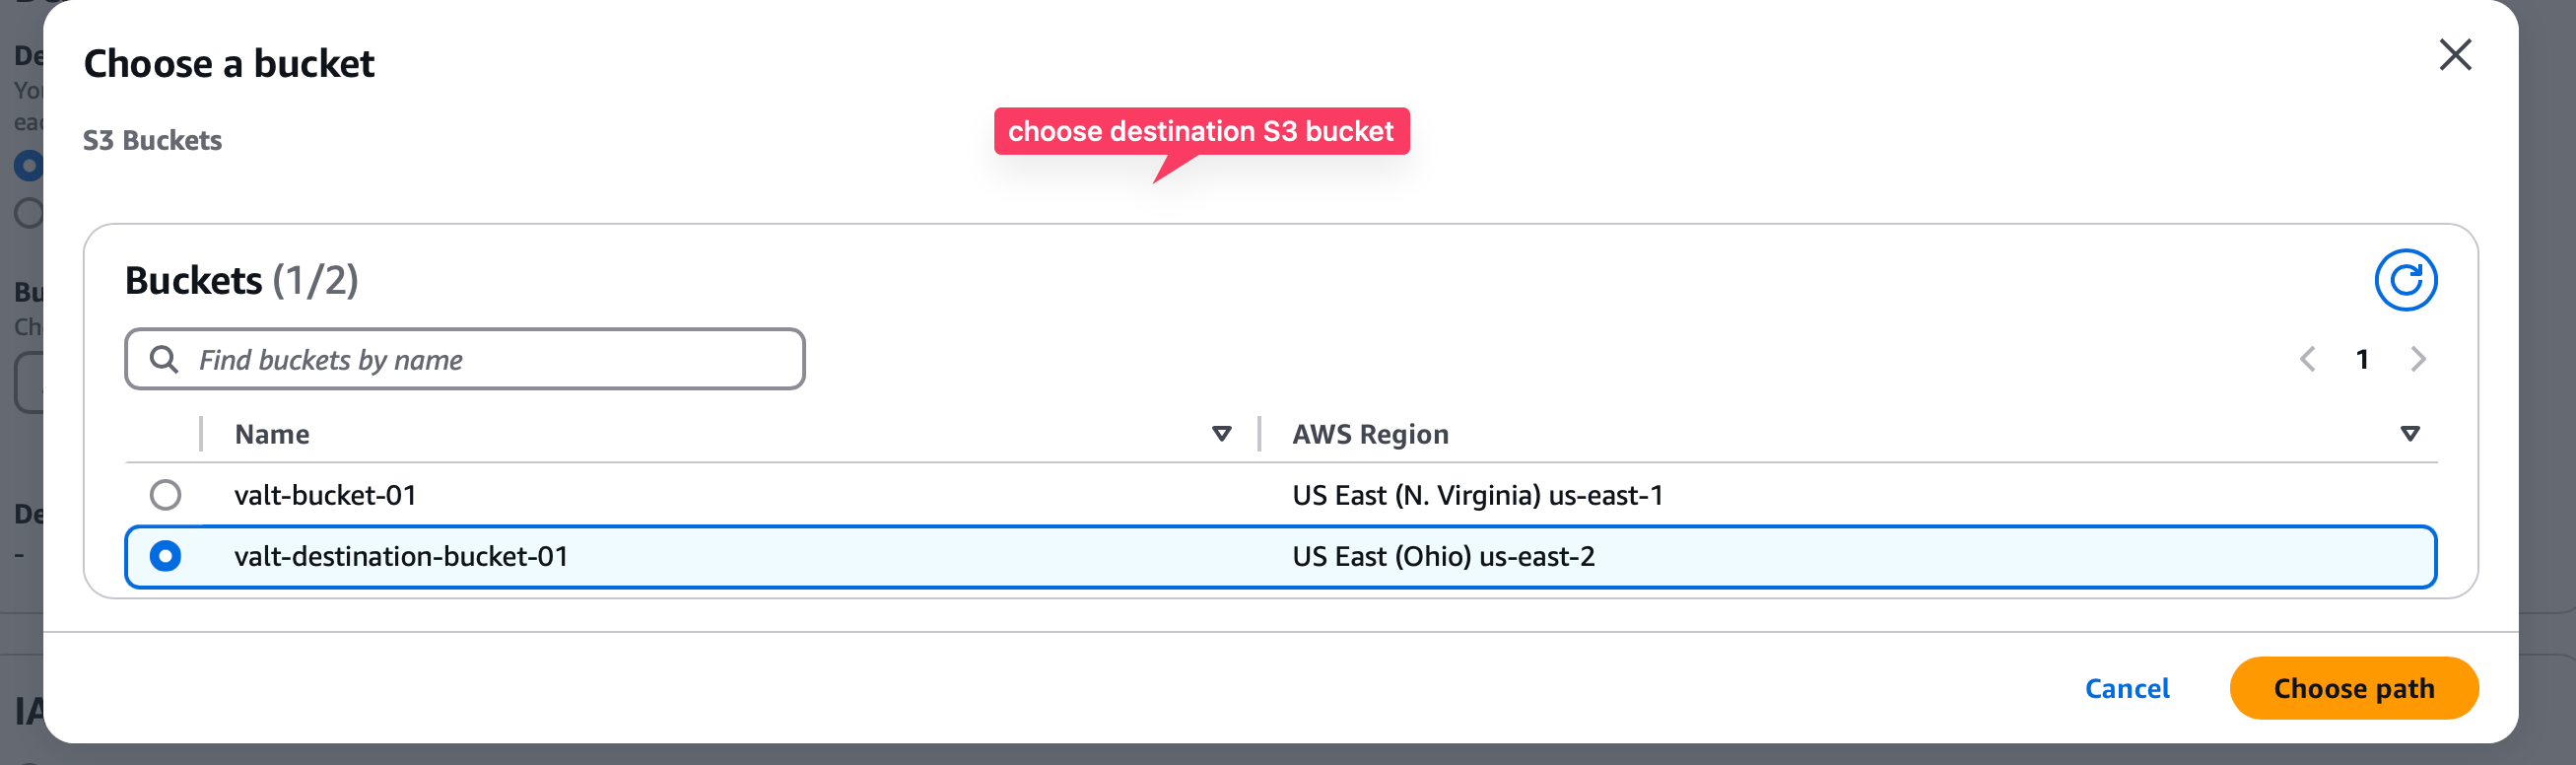 Choose a bucket
S3 Buckets
choose destination S3 bucket
Buckets (1/2)
Find buckets by name
1
Name
AWS Region
valt-bucket-01
US East (N. Virginia) us-east-1
valt-destination-bucket-01
US East (Ohio) us-east-2
Cancel
Choose path